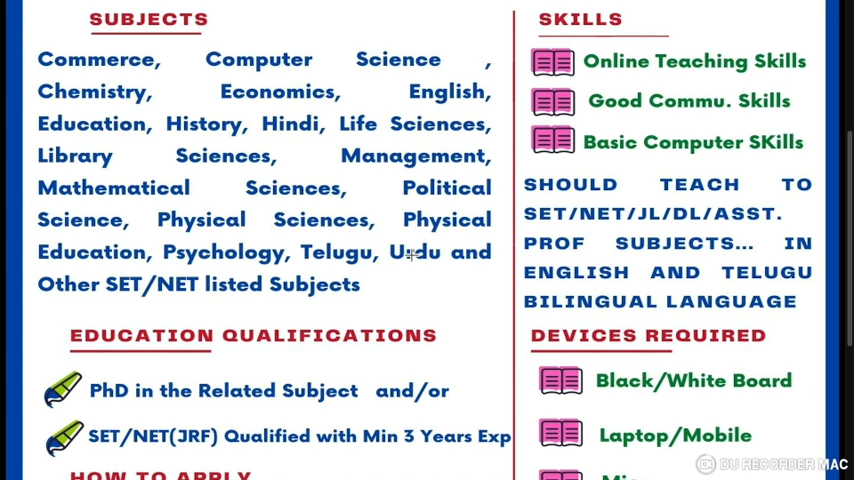 SUBJECTS
Commerce, Computer Science ,
Chemistry, Economics, English,
Education, History, Hindi, Life Sciences,
Library Sciences, Management,
Mathematical Sciences, Political
Science, Physical Sciences, Physical
Education, Psychology, Telugu, Urdu and
Other SET/NET listed Subjects
EDUCATION QUALIFICATIONS
PhD in the Related Subject and/or
SET/NET(JRF) Qualified with Min 3 Years Exp
HOW TO APPLY
SKILLS
Online Teaching Skills
Good Commu. Skills
Basic Computer SKills
SHOULD TEACH TO
SET/NET/JL/DL/ASST.
PROF SUBJECTS... IN
ENGLISH AND TELUGU
BILINGUAL LANGUAGE
DEVICES REQUIRED
Black/White Board
Laptop/Mobile
DU RECORDER MAC